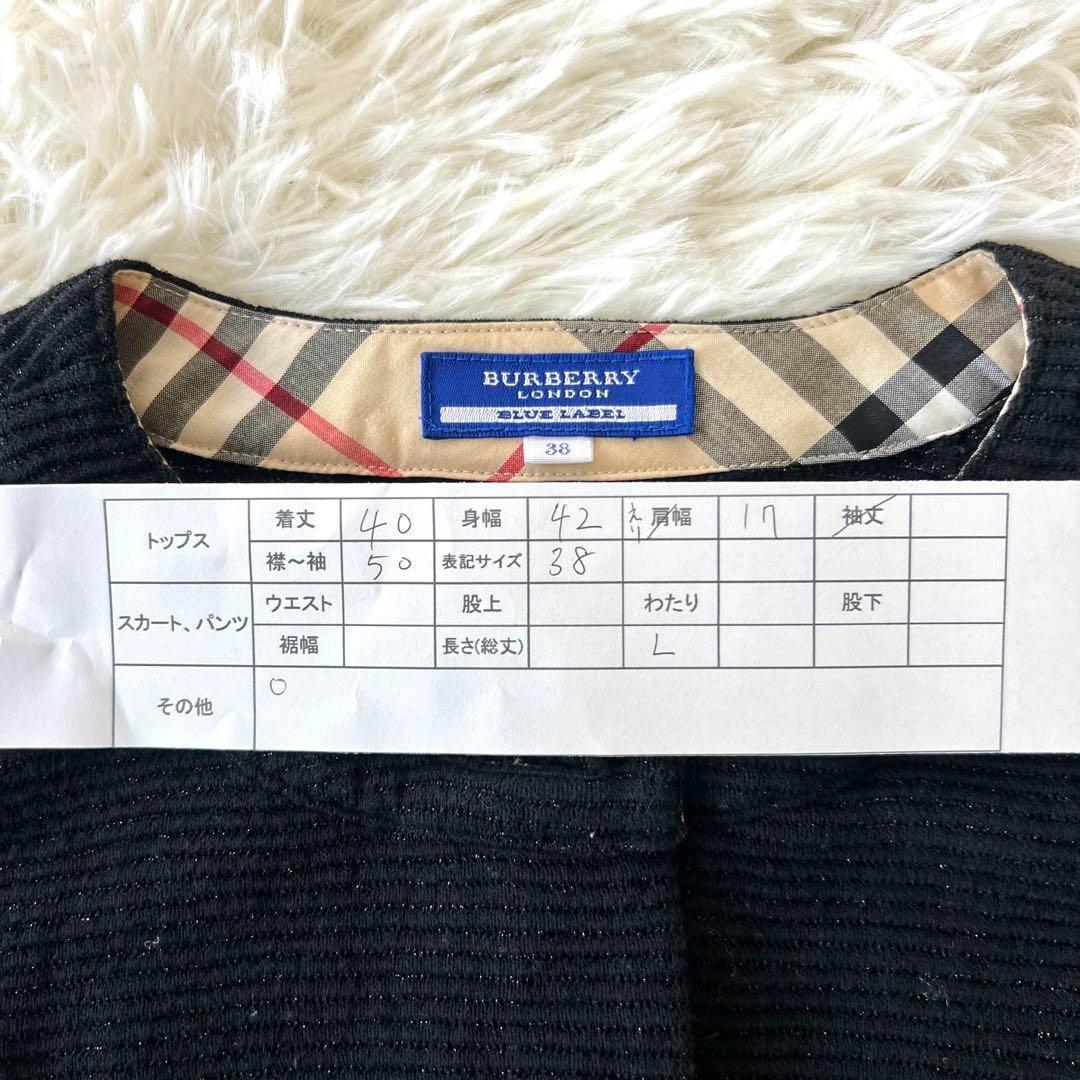 BURBERRY
LONDON
BLUE LABEL
38
トップス 着丈 40 身幅 42 えり 肩幅 17 袖丈
襟〜袖 50 表記サイズ 38
スカート、パンツ ウエスト 股上 わたり 股下
裾幅 長さ(総丈) L
その他 0